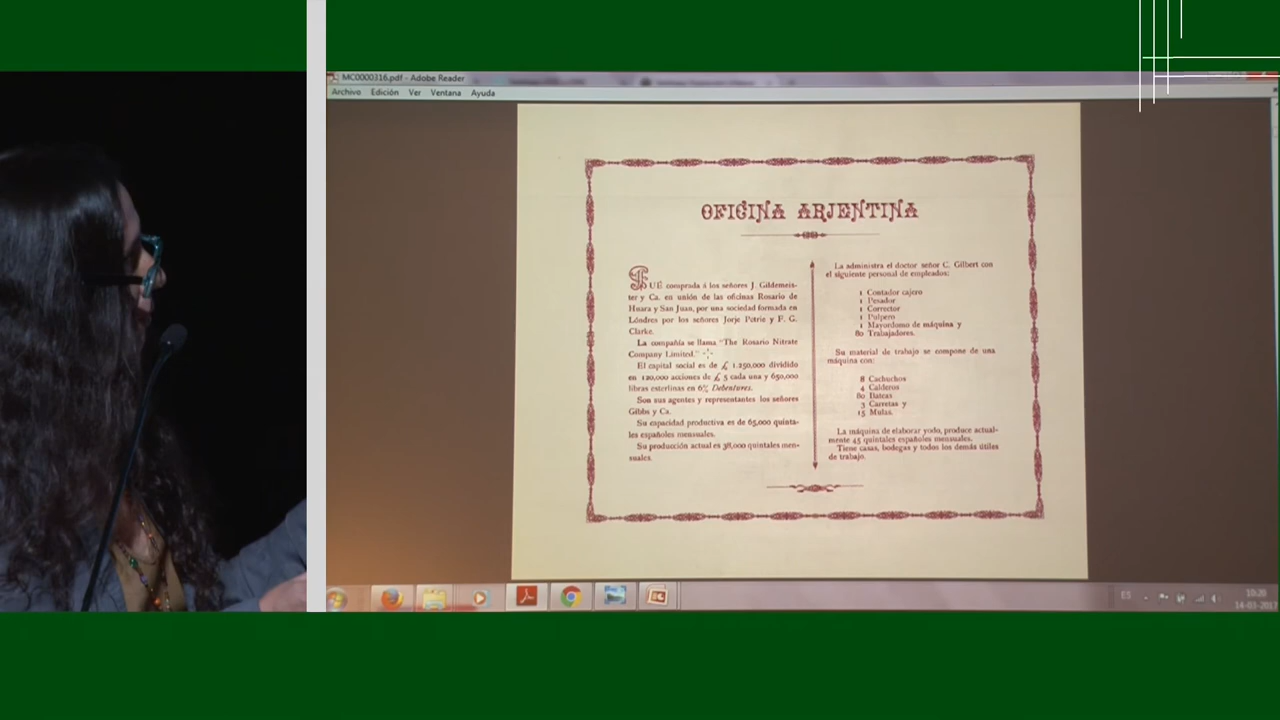 MC0000316.pdf - Adobe Reader
Archivo Edición Ver Ventana Ayuda
OFICINA ARJENTINA
FUÉ comprada á los señores J. Gildemeis-
ter y Ca. en unión de las oficinas Rosario de
Huara y San Juan, por una sociedad formada en
Lóndres por los señores Jorje Petrie y F. G.
Clarke.
La compañía se llama "The Rosario Nitrate
Company Limited."
El capital social es de £ 1.250,000 dividido
en 120,000 acciones de £ 5 cada una y 650,000
libras esterlinas en 6% Debentures.
Son sus agentes y representantes los señores
Gibbs y Ca.
Su capacidad productiva es de 65,000 quinta-
les españoles mensuales.
Su producción actual es 38,000 quintales men-
suales.
La administra el doctor señor C. Gilbert con
el siguiente personal de empleados:
1 Contador cajero
1 Pesador
1 Corrector
1 Pulpero
1 Mayordomo de máquina y
80 Trabajadores.
Su material de trabajo se compone de una
máquina con:
8 Cachuchos
4 Calderos
80 Bateas
3 Carretas y
15 Mulas.
La máquina de elaborar yodo, produce actual-
mente 45 quintales españoles mensuales.
Tiene casas, bodegas y todos los demás útiles
de trabajo.
ES
10:20